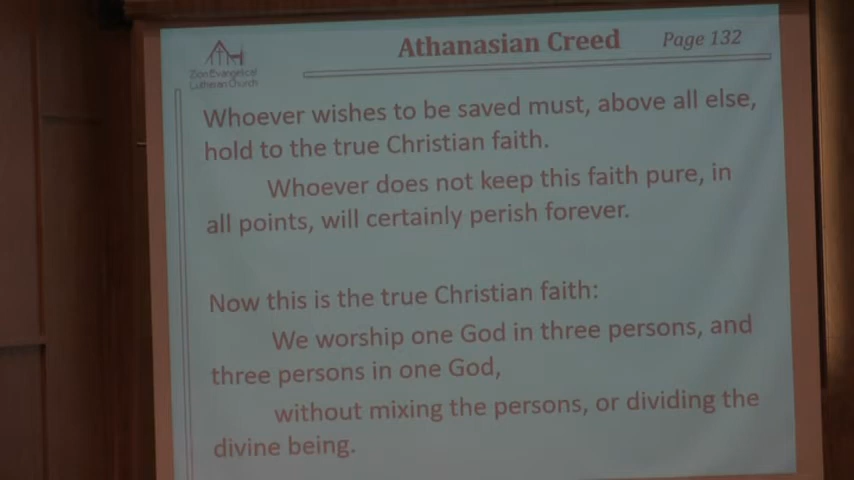 Athanasian Creed Page 132
Zion Evangelical
Lutheran Church
Whoever wishes to be saved must, above all else,
hold to the true Christian faith.
Whoever does not keep this faith pure, in
all points, will certainly perish forever.
Now this is the true Christian faith:
We worship one God in three persons, and
three persons in one God,
without mixing the persons, or dividing the
divine being.